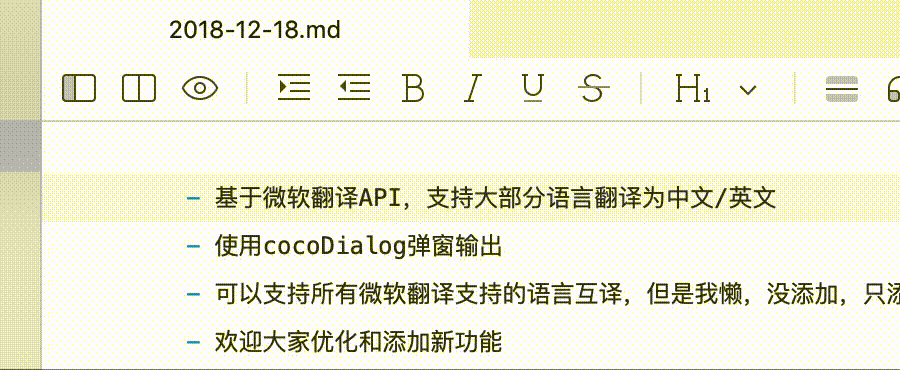 2018-12-18.md
B I U S H1
- 基于微软翻译API，支持大部分语言翻译为中文/英文
- 使用cocoDialog弹窗输出
- 可以支持所有微软翻译支持的语言互译，但是我懒，没添加，只添
- 欢迎大家优化和添加新功能